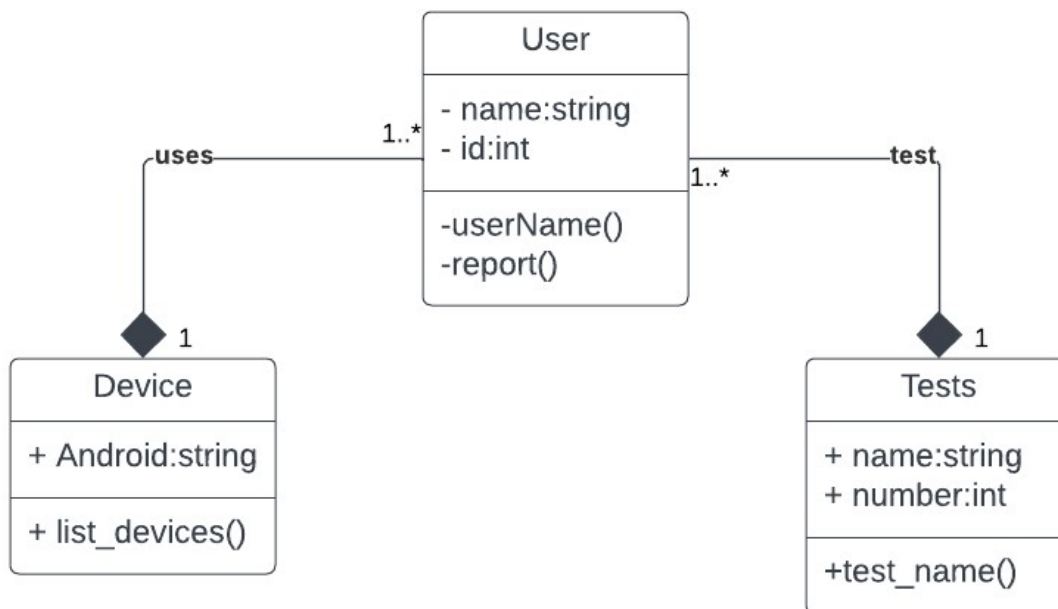 User
- name:string
- id:int
-userName()
-report()
1..*
uses
1
Device
+ Android:string
+ list_devices()
1..*
test
1
Tests
+ name:string
+ number:int
+test_name()